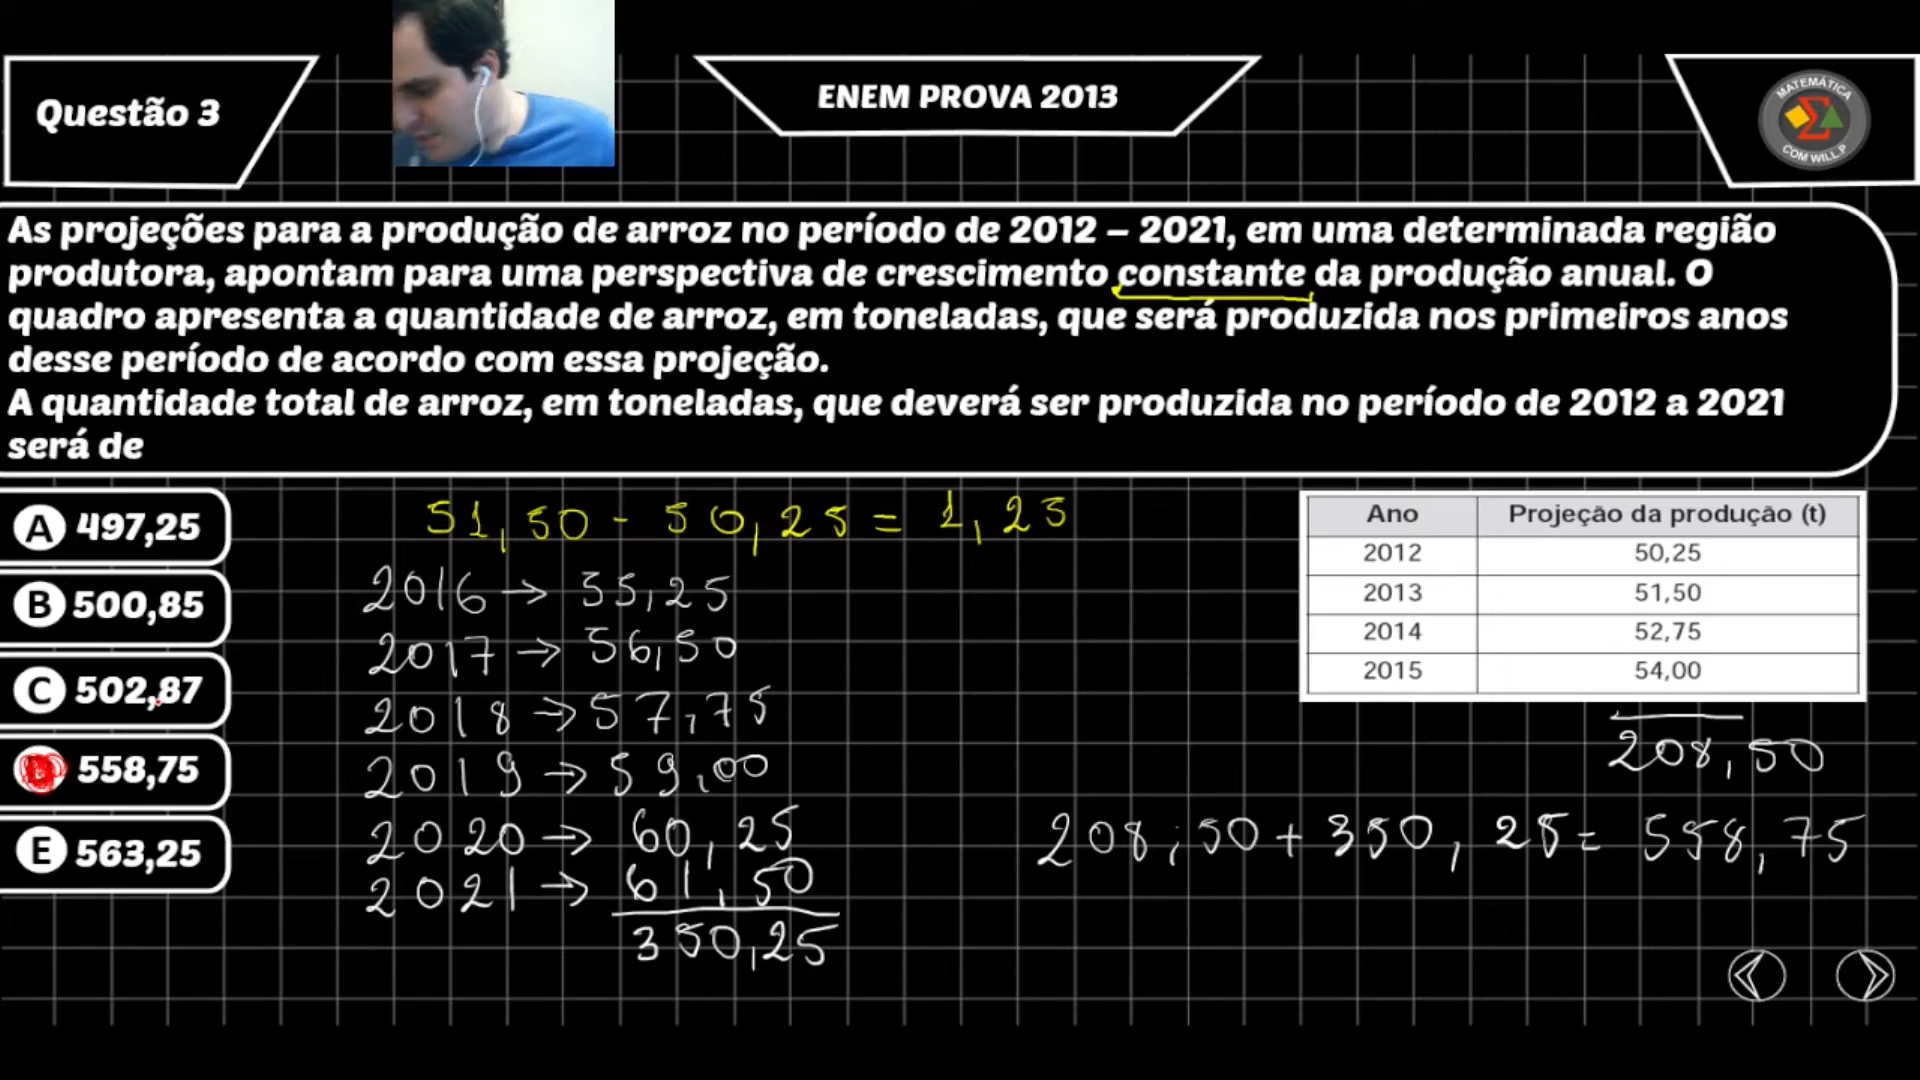 Questão 3
ENEM PROVA 2013
MATEMÁTICA
COM WILL.P
As projeções para a produção de arroz no período de 2012 – 2021, em uma determinada região
produtora, apontam para uma perspectiva de crescimento constante da produção anual. O
quadro apresenta a quantidade de arroz, em toneladas, que será produzida nos primeiros anos
desse período de acordo com essa projeção.
A quantidade total de arroz, em toneladas, que deverá ser produzida no período de 2012 a 2021
será de
A 497,25
B 500,85
C 502,87
D 558,75
E 563,25
51,50 - 50,25 = 1,25
2016 → 55,25
2017 → 56,50
2018 → 57,75
2019 → 59,00
2020 → 60,25
2021 → 61,50
350,25
Ano Projeção da produção (t)
2012 50,25
2013 51,50
2014 52,75
2015 54,00
208,50
208,50 + 350,25 = 558,75